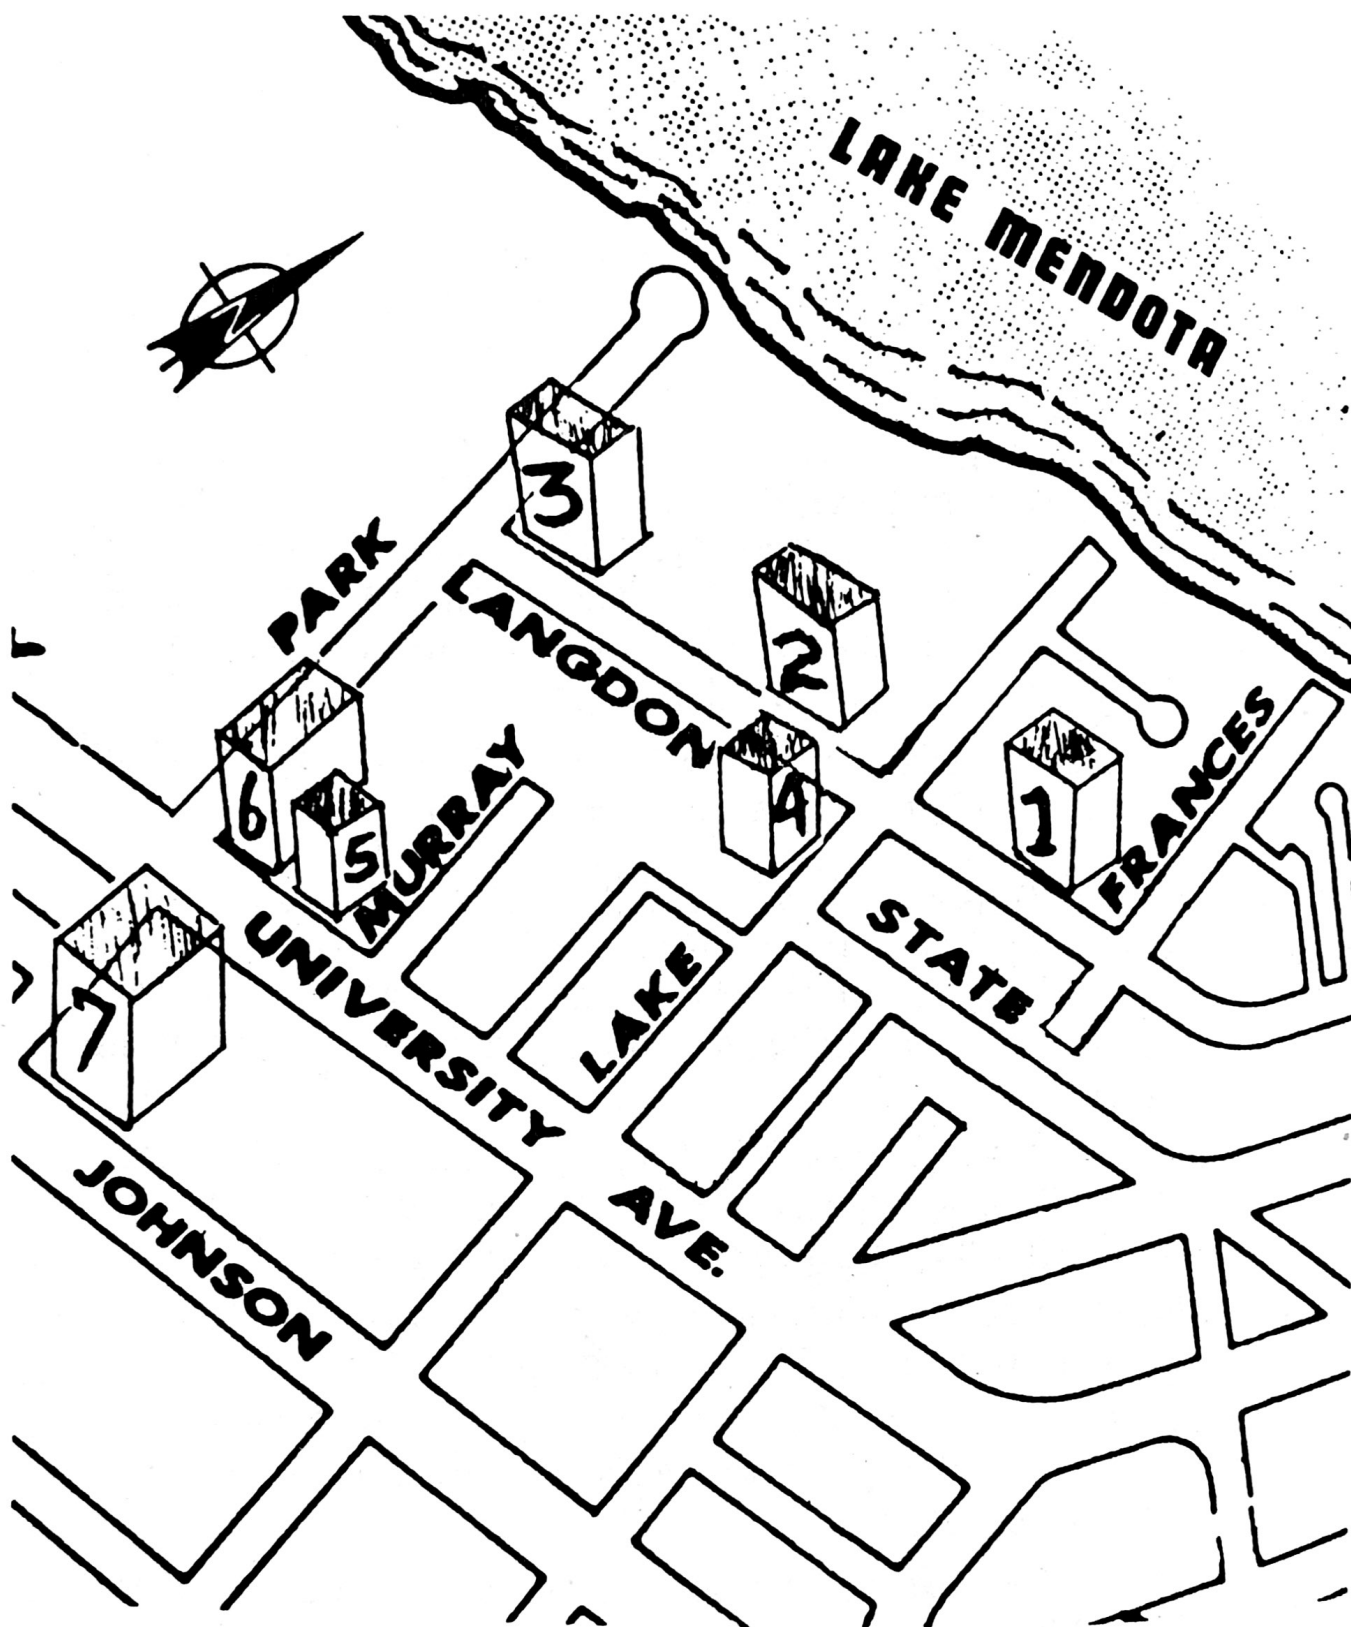 LAKE MENDOTA
3
PARK
LANGDON
2
FRANCES
1
4
6
5
MURRAY
STATE
7
UNIVERSITY
LAKE
JOHNSON
AVE.